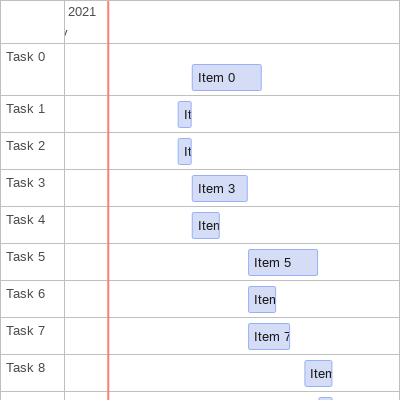 2021
Task 0
Item 0
Task 1
It
Task 2
It
Task 3
Item 3
Task 4
Item
Task 5
Item 5
Task 6
Item
Task 7
Item 7
Task 8
Item